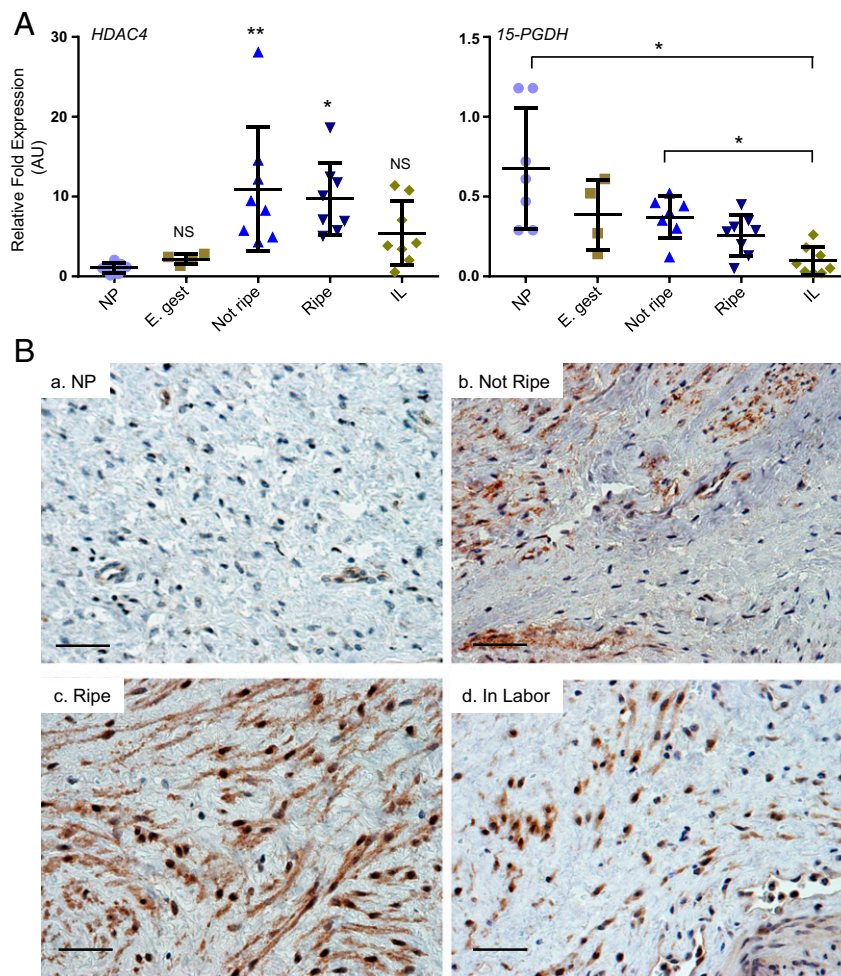 A
HDAC4
15-PGDH
Relative Fold Expression
(AU)
30
20
10
0
NS
**
*
NS
NP
E. gest
Not ripe
Ripe
IL
1.5
1.0
0.5
0.0
*
*
NP
E. gest
Not ripe
Ripe
IL
B
a. NP
b. Not Ripe
c. Ripe
d. In Labor